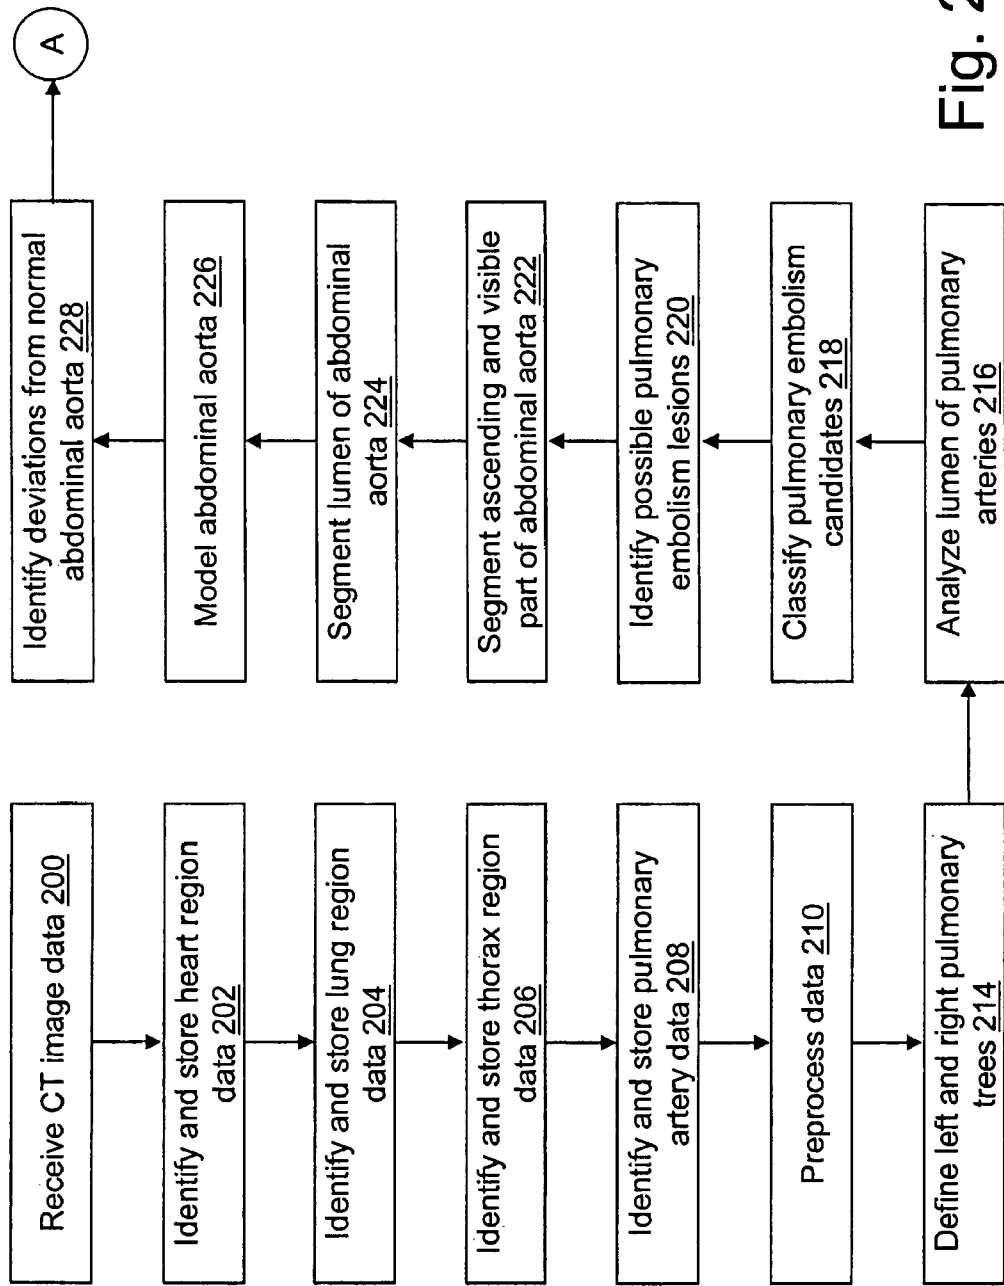 Receive CT image data 200
Identify and store heart region
data 202
Identify and store lung region
data 204
Identify and store thorax region
data 206
Identify and store pulmonary
artery data 208
Preprocess data 210
Define left and right pulmonary
trees 214
Analyze lumen of pulmonary
arteries 216
Classify pulmonary embolism
candidates 218
Identify possible pulmonary
embolism lesions 220
Segment ascending and visible
part of abdominal aorta 222
Segment lumen of abdominal
aorta 224
Model abdominal aorta 226
Identify deviations from normal
abdominal aorta 228
A
Fig. 2